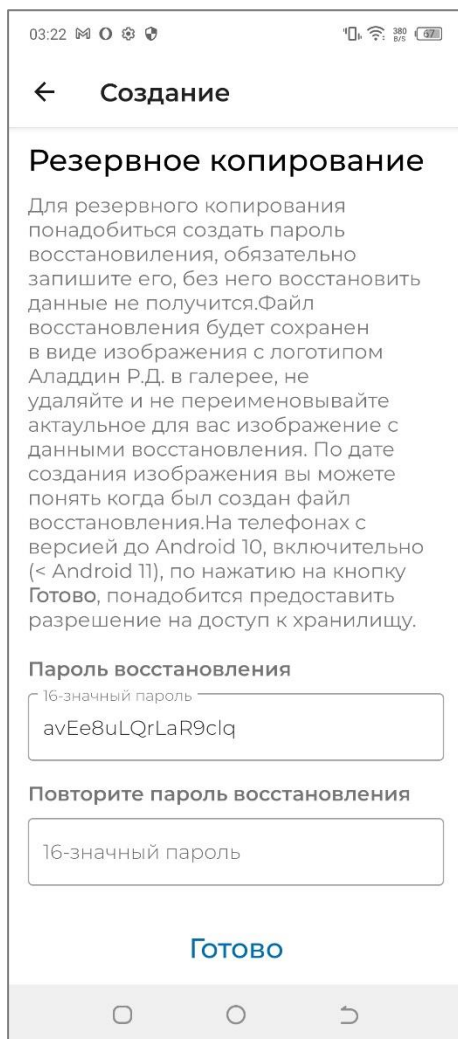 03:22
380
B/S
67
Создание
Резервное копирование
Для резервного копирования
понадобиться создать пароль
восстановиления, обязательно
запишите его, без него восстановить
данные не получится.Файл
восстановления будет сохранен
в виде изображения с логотипом
Аладдин Р.Д. в галерее, не
удаляйте и не переименовывайте
актаульное для вас изображение с
данными восстановления. По дате
создания изображения вы можете
понять когда был создан файл
восстановления.На телефонах с
версией до Android 10, включительно
(< Android 11), по нажатию на кнопку
Готово, понадобится предоставить
разрешение на доступ к хранилищу.
Пароль восстановления
16-значный пароль
avEe8uLQrLaR9clq
Повторите пароль восстановления
16-значный пароль
Готово